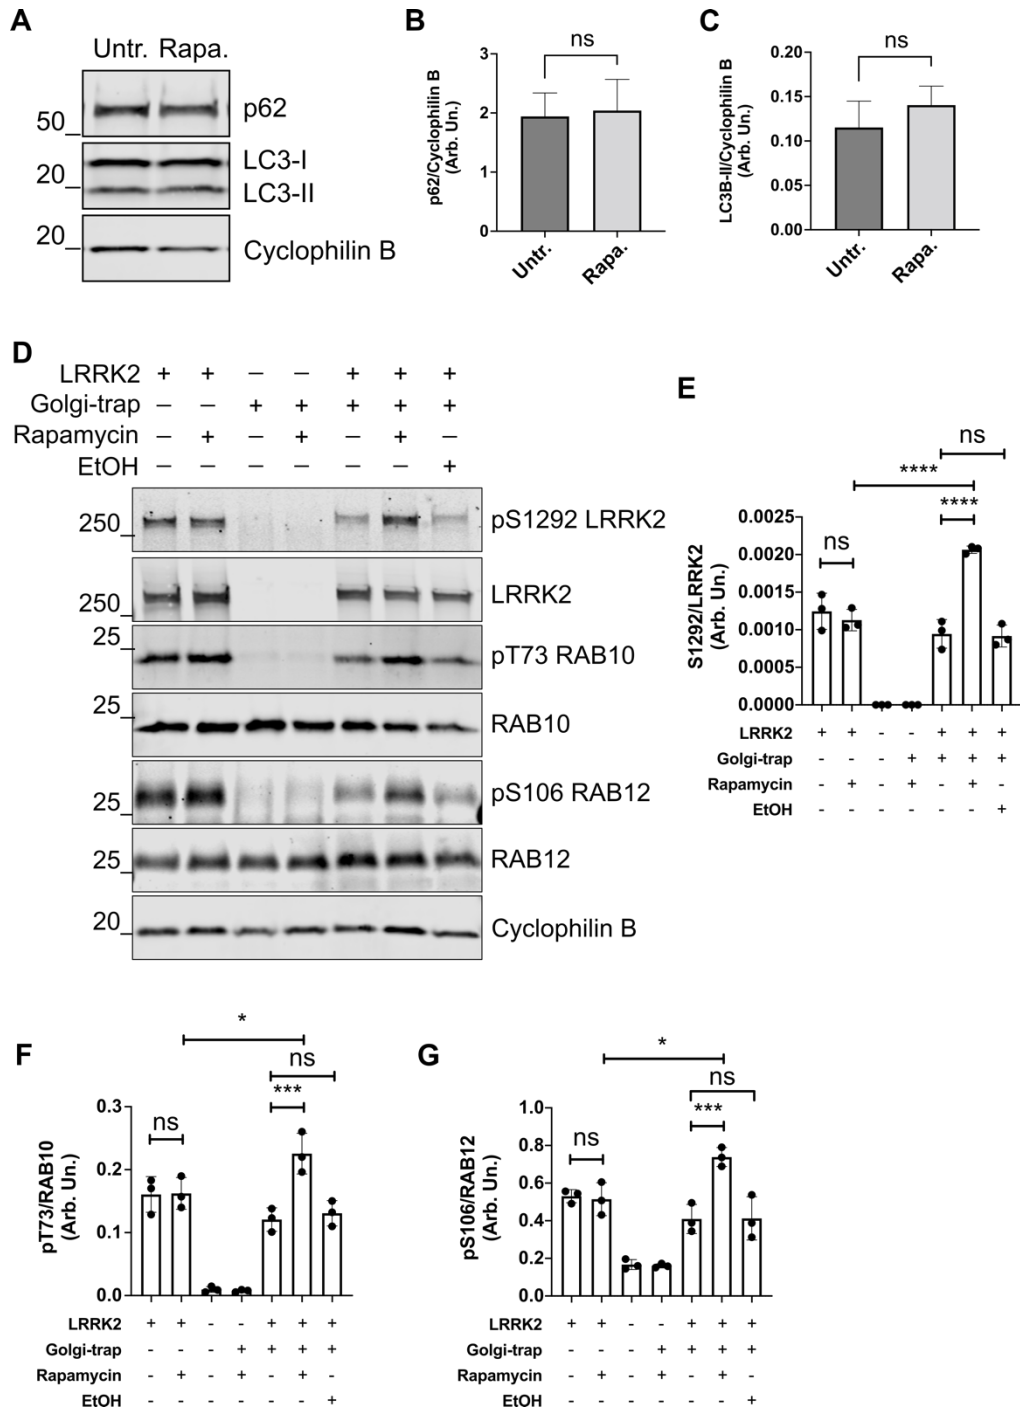 A
Untr. Rapa.
p62
50
LC3-I
20
LC3-II
20
Cyclophilin B
B
ns
p62/Cyclophilin B
(Arb. Un.)
3
2
1
0
Untr.
Rapa.
C
ns
LC3B-II/Cyclophilin B
(Arb. Un.)
0.20
0.15
0.10
0.05
0.00
Untr.
Rapa.
D
LRRK2 + + – – + + +
Golgi-trap – – + + + + +
Rapamycin – + – + – + –
EtOH – – – – – – +
250
pS1292 LRRK2
250
LRRK2
25
pT73 RAB10
25
RAB10
25
pS106 RAB12
25
RAB12
20
Cyclophilin B
E
ns
****
ns
****
S1292/LRRK2
(Arb. Un.)
0.0025
0.0020
0.0015
0.0010
0.0005
0.0000
LRRK2 + + - - + + +
Golgi-trap - - - + + + +
Rapamycin - + - + - + -
EtOH - - - - - - +
F
*
ns
ns
***
pT73/RAB10
(Arb. Un.)
0.3
0.2
0.1
0.0
LRRK2 + + - - + + +
Golgi-trap - - - + + + +
Rapamycin - + - + - + -
EtOH - - - - - - +
G
*
ns
ns
***
pS106/RAB12
(Arb. Un.)
1.0
0.8
0.6
0.4
0.2
0.0
LRRK2 + + - - + + +
Golgi-trap - - - + + + +
Rapamycin - + - + - + -
EtOH - - - - - - +